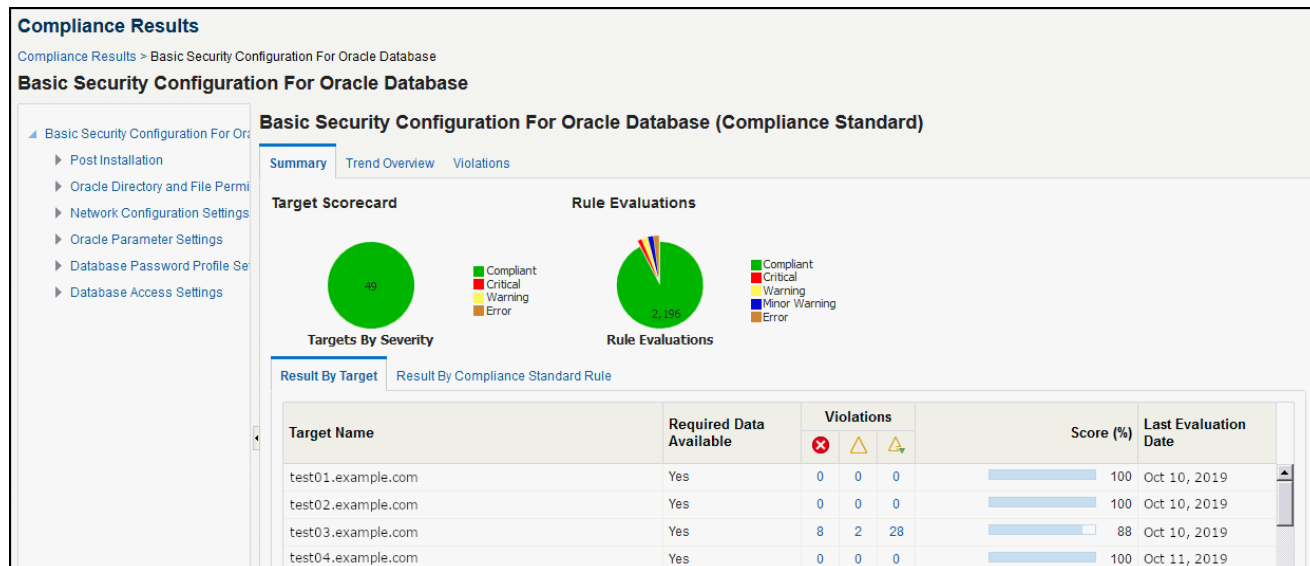 Compliance Results
Compliance Results > Basic Security Configuration For Oracle Database
Basic Security Configuration For Oracle Database
Basic Security Configuration For Ora
Post Installation
Oracle Directory and File Permi
Network Configuration Settings
Oracle Parameter Settings
Database Password Profile Se
Database Access Settings
Basic Security Configuration For Oracle Database (Compliance Standard)
Summary Trend Overview Violations
Target Scorecard
49
Compliant
Critical
Warning
Error
Targets By Severity
Rule Evaluations
2,196
Compliant
Critical
Warning
Minor Warning
Error
Rule Evaluations
Result By Target Result By Compliance Standard Rule
Target Name Required Data Available Violations Score (%) Last Evaluation Date
test01.example.com Yes 0 0 0 100 Oct 10, 2019
test02.example.com Yes 0 0 0 100 Oct 10, 2019
test03.example.com Yes 8 2 28 88 Oct 10, 2019
test04.example.com Yes 0 0 0 100 Oct 11, 2019